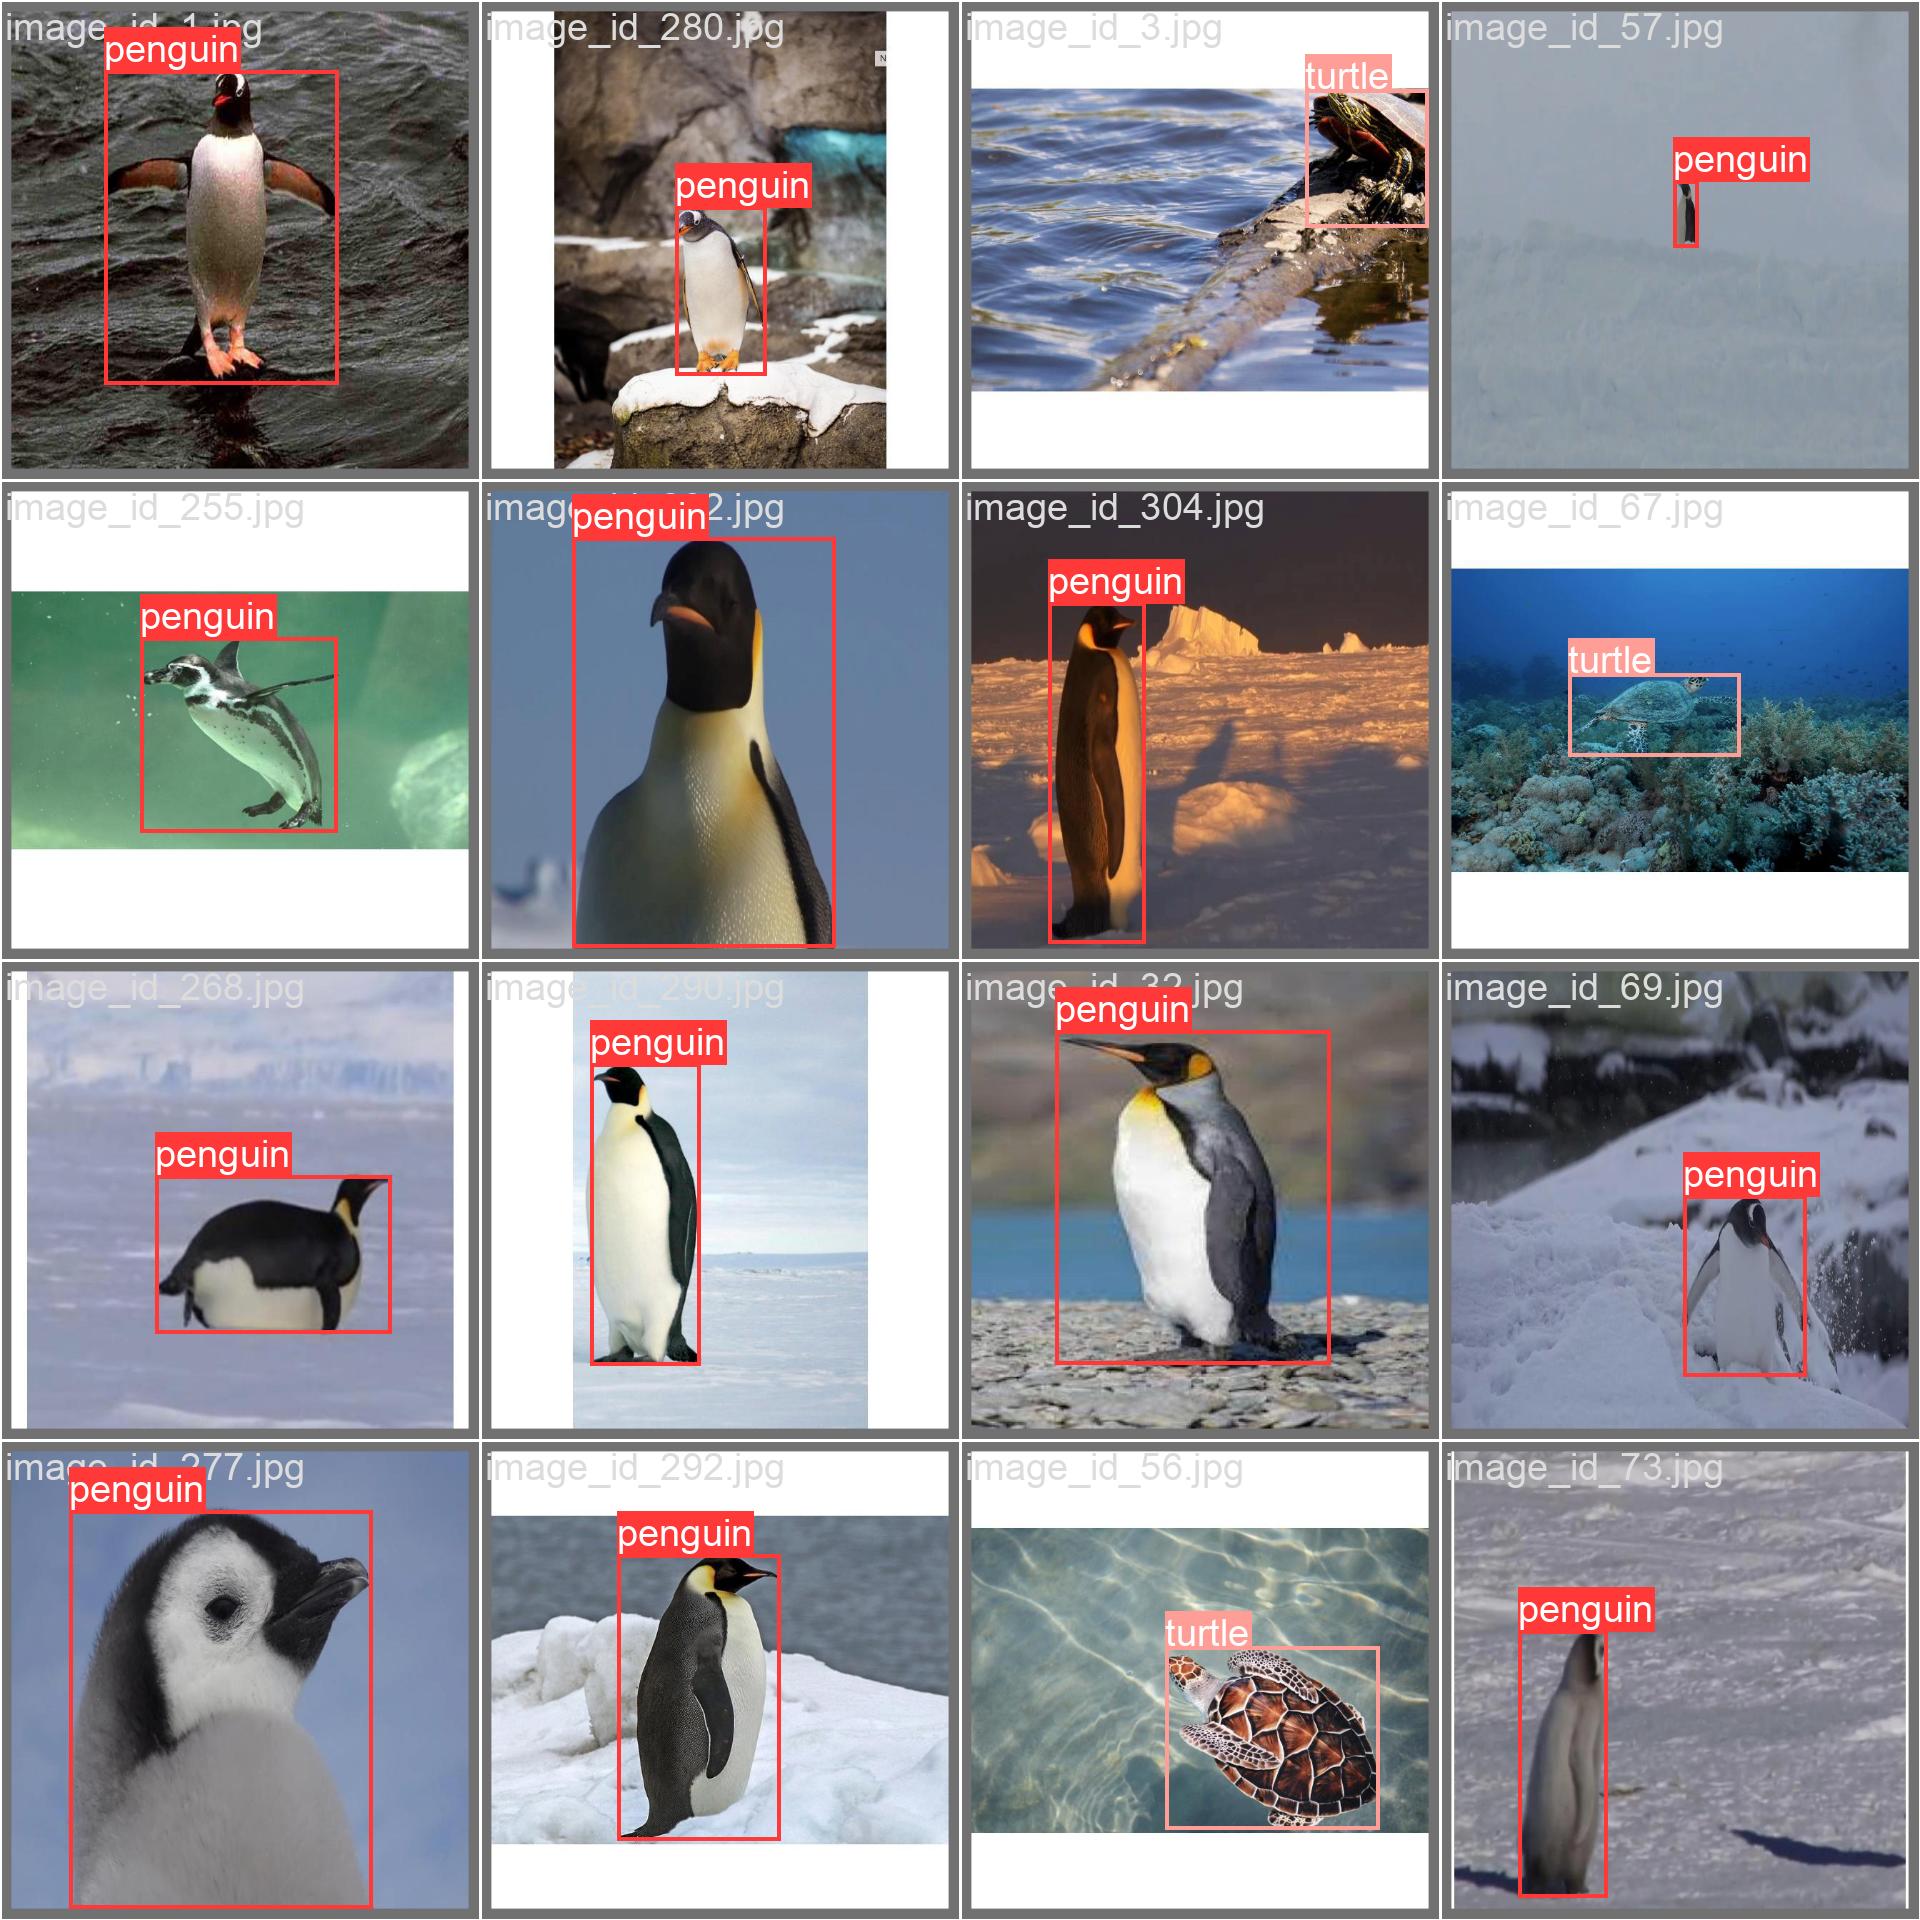 image_id_1.jpg
penguin
image_id_280.jpg
N
penguin
image_id_3.jpg
turtle
image_id_57.jpg
penguin
image_id_255.jpg
penguin
2.jpg
penguin
image_id_304.jpg
penguin
image_id_67.jpg
turtle
image_id_268.jpg
penguin
image_id_290.jpg
penguin
image_id_32.jpg
penguin
image_id_69.jpg
penguin
image_id_277.jpg
penguin
image_id_292.jpg
penguin
image_id_56.jpg
turtle
image_id_73.jpg
penguin